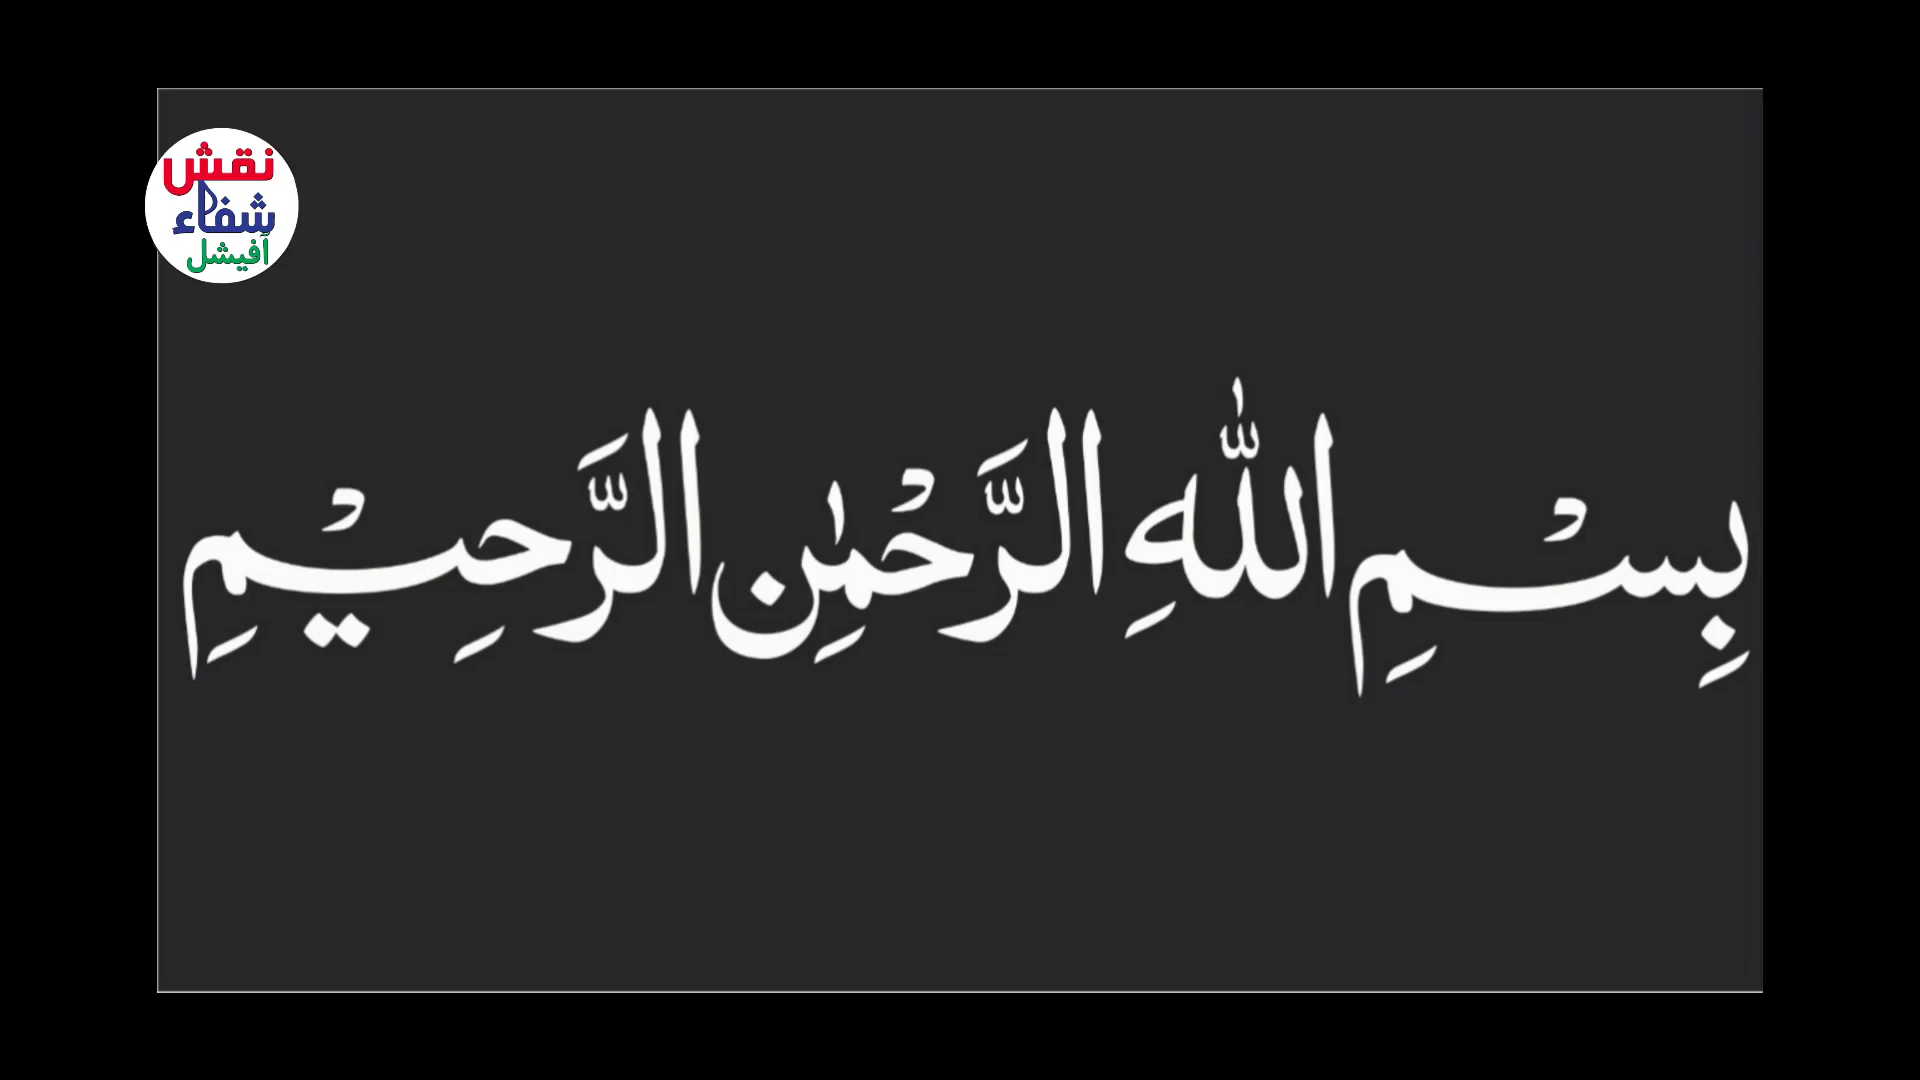 نقش
شفاء
آفیشل
بِسْمِ اللّٰهِ الرَّحْمٰنِ الرَّحِيْمِ